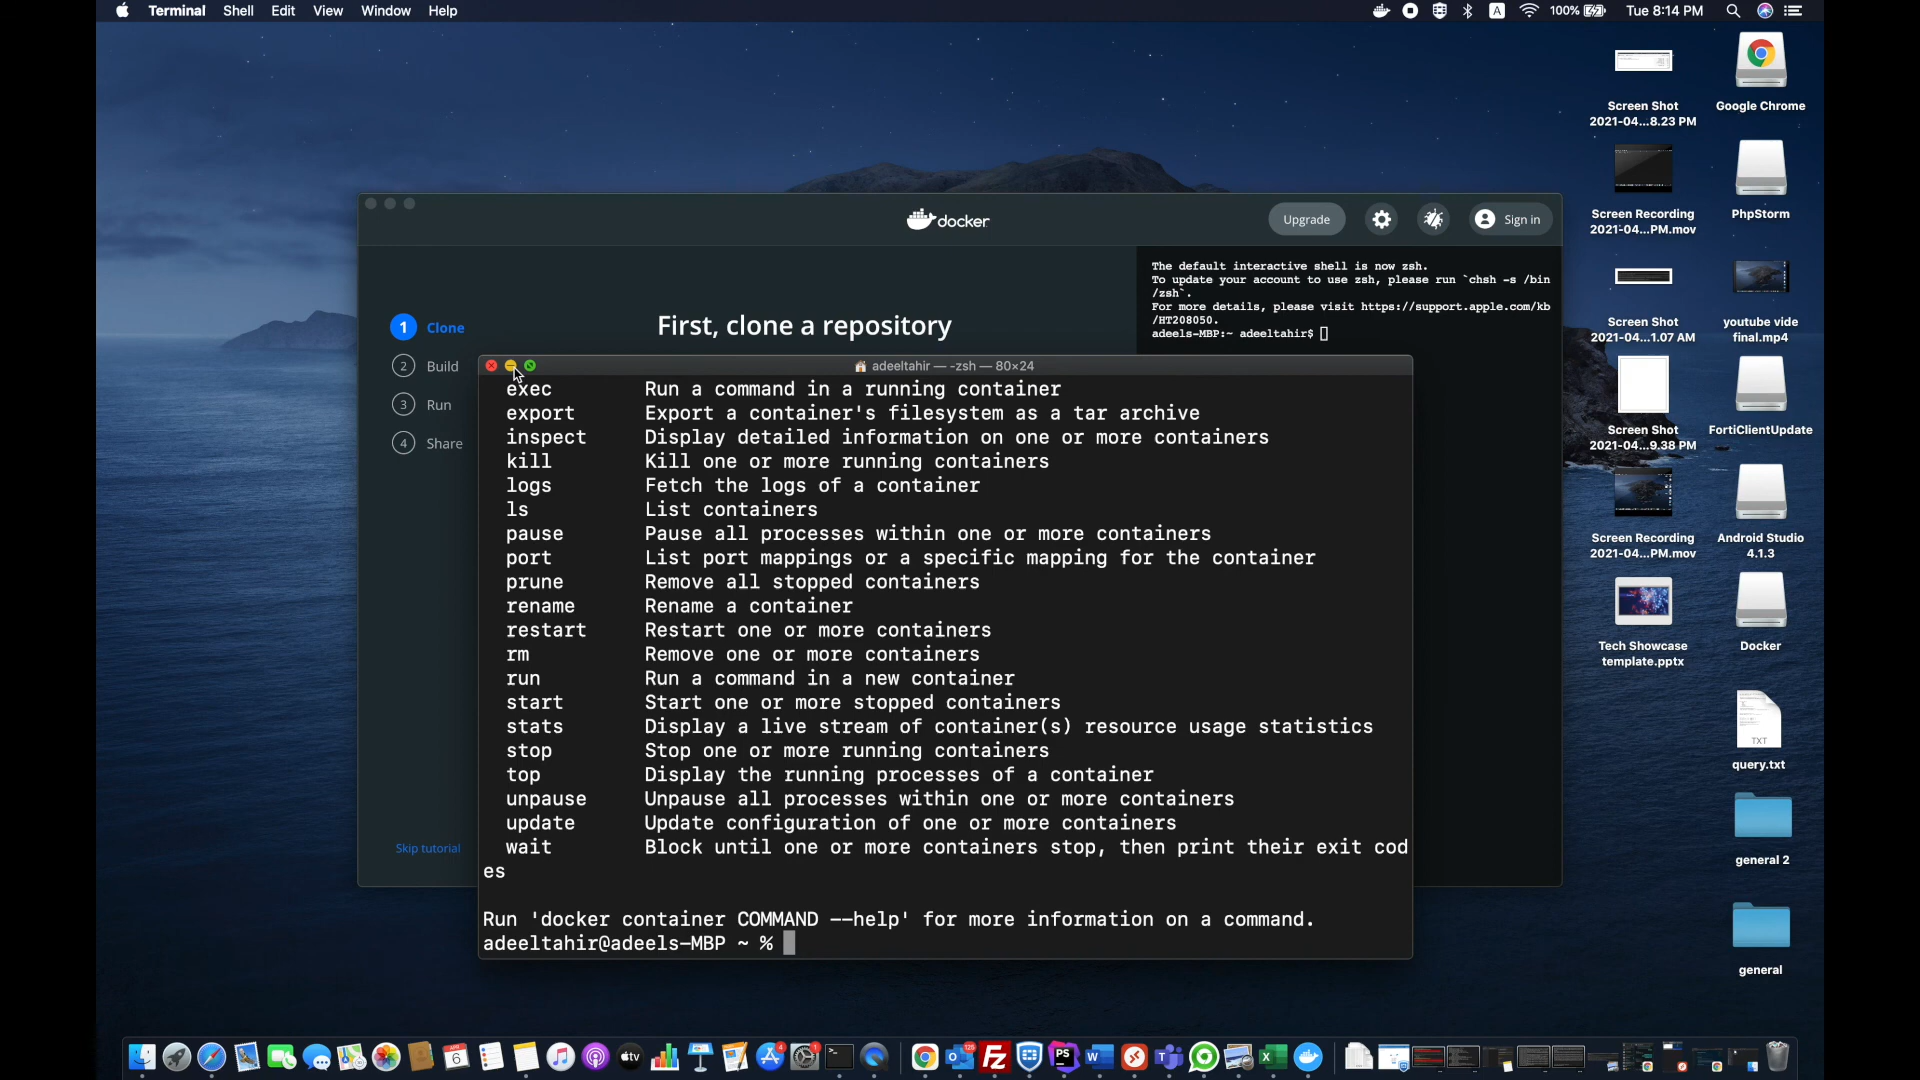 Terminal Shell Edit View Window Help
A 100% Tue 8:14 PM
Screen Shot
2021-04...8.23 PM
Google Chrome
Screen Recording
2021-04...PM.mov
PhpStorm
Screen Shot
2021-04...1.07 AM
youtube vide
final.mp4
Screen Shot
2021-04...9.38 PM
FortiClientUpdate
Screen Recording
2021-04...PM.mov
Android Studio
4.1.3
Tech Showcase
template.pptx
Docker
TXT
query.txt
general 2
general
docker
Upgrade
Sign in
1 Clone
2 Build
3 Run
4 Share
Skip tutorial
First, clone a repository
The default interactive shell is now zsh.
To update your account to use zsh, please run `chsh -s /bin
/zsh`.
For more details, please visit https://support.apple.com/kb
/HT208050.
adeels-MBP:~ adeeltahir$
adeeltahir — -zsh — 80×24
exec Run a command in a running container
export Export a container's filesystem as a tar archive
inspect Display detailed information on one or more containers
kill Kill one or more running containers
logs Fetch the logs of a container
ls List containers
pause Pause all processes within one or more containers
port List port mappings or a specific mapping for the container
prune Remove all stopped containers
rename Rename a container
restart Restart one or more containers
rm Remove one or more containers
run Run a command in a new container
start Start one or more stopped containers
stats Display a live stream of container(s) resource usage statistics
stop Stop one or more running containers
top Display the running processes of a container
unpause Unpause all processes within one or more containers
update Update configuration of one or more containers
wait Block until one or more containers stop, then print their exit cod
es
Run 'docker container COMMAND --help' for more information on a command.
adeeltahir@adeels-MBP ~ %